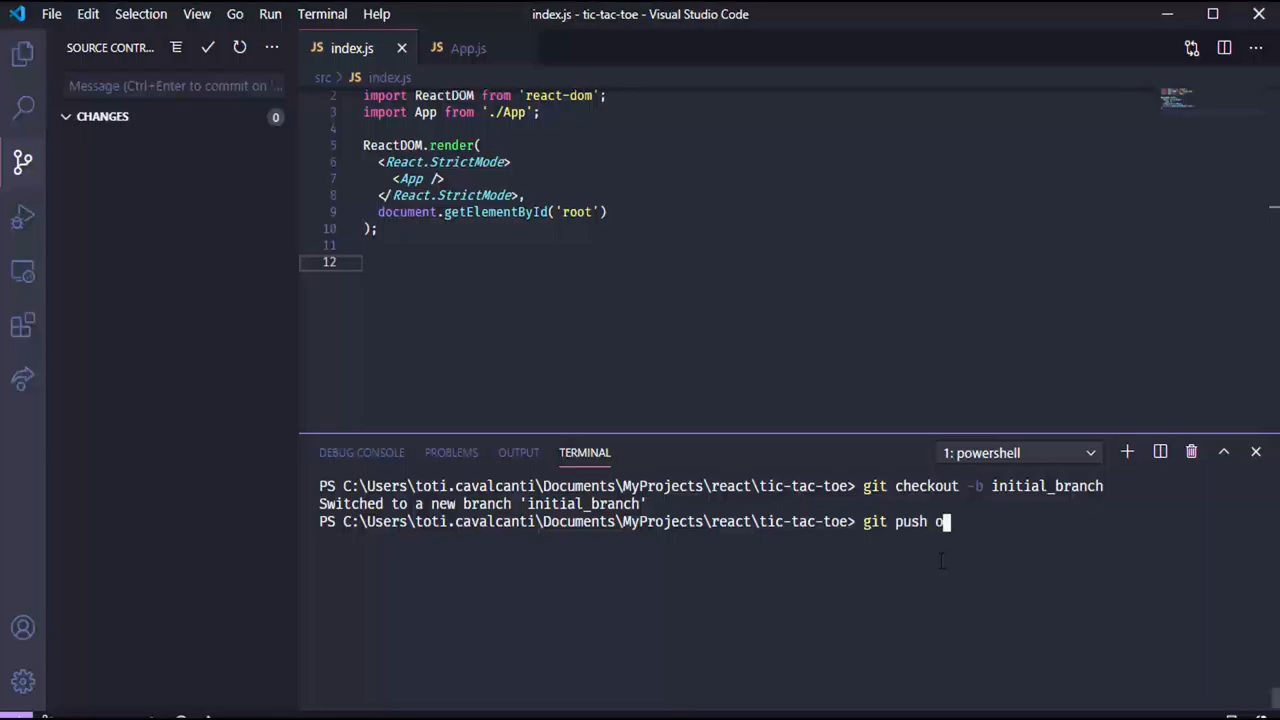 File Edit Selection View Go Run Terminal Help index.js - tic-tac-toe - Visual Studio Code
SOURCE CONTR...
JS index.js JS App.js
Message (Ctrl+Enter to commit on '...
src > JS index.js
CHANGES 0
2 import ReactDOM from 'react-dom';
3 import App from './App';
4
5 ReactDOM.render(
6 <React.StrictMode>
7 <App />
8 </React.StrictMode>,
9 document.getElementById('root')
10 );
11
12
DEBUG CONSOLE PROBLEMS OUTPUT TERMINAL 1: powershell
PS C:\Users\toti.cavalcanti\Documents\MyProjects\react\tic-tac-toe> git checkout -b initial_branch
Switched to a new branch 'initial_branch'
PS C:\Users\toti.cavalcanti\Documents\MyProjects\react\tic-tac-toe> git push o